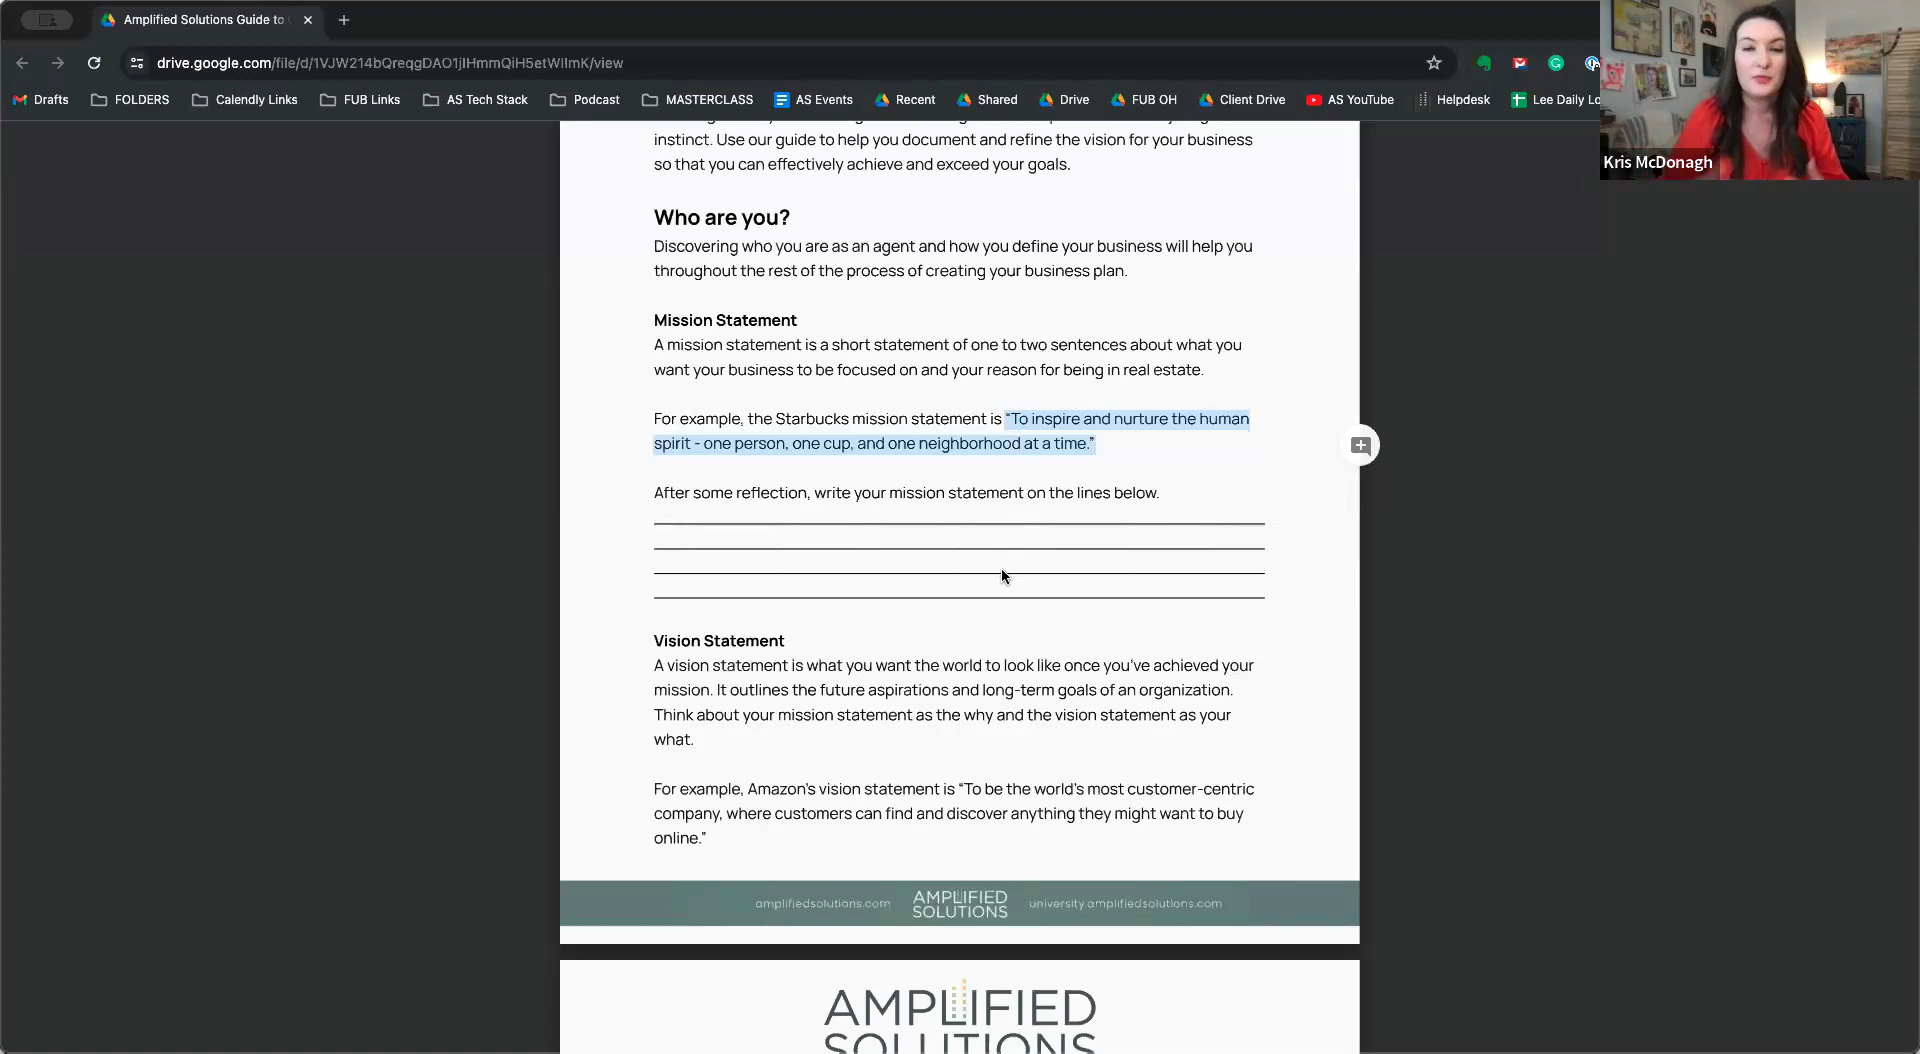 Amplified Solutions Guide to
drive.google.com/file/d/1VJW214bQreqgDAO1jIHmmQiH5etWIlmK/view
Drafts FOLDERS Calendly Links FUB Links AS Tech Stack Podcast MASTERCLASS AS Events Recent Shared Drive FUB OH Client Drive AS YouTube Helpdesk Lee Daily Lo
Kris McDonagh
instinct. Use our guide to help you document and refine the vision for your business
so that you can effectively achieve and exceed your goals.
Who are you?
Discovering who you are as an agent and how you define your business will help you
throughout the rest of the process of creating your business plan.
Mission Statement
A mission statement is a short statement of one to two sentences about what you
want your business to be focused on and your reason for being in real estate.
For example, the Starbucks mission statement is “To inspire and nurture the human
spirit - one person, one cup, and one neighborhood at a time.”
After some reflection, write your mission statement on the lines below.
Vision Statement
A vision statement is what you want the world to look like once you’ve achieved your
mission. It outlines the future aspirations and long-term goals of an organization.
Think about your mission statement as the why and the vision statement as your
what.
For example, Amazon’s vision statement is “To be the world’s most customer-centric
company, where customers can find and discover anything they might want to buy
online.”
amplifiedsolutions.com AMPLIFIED SOLUTIONS university.amplifiedsolutions.com
AMPLIFIED
SOLUTIONS